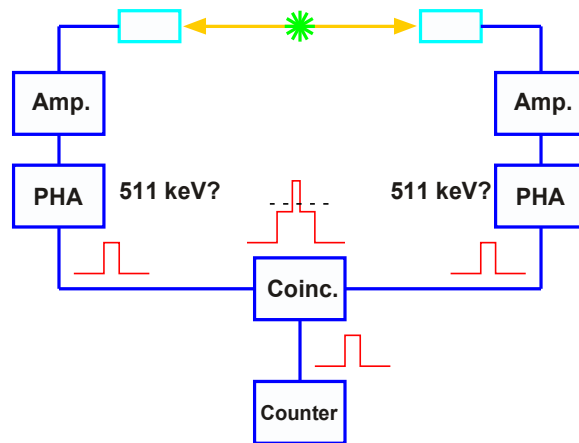 Amp.
Amp.
PHA
511 keV?
511 keV?
PHA
Coinc.
Counter